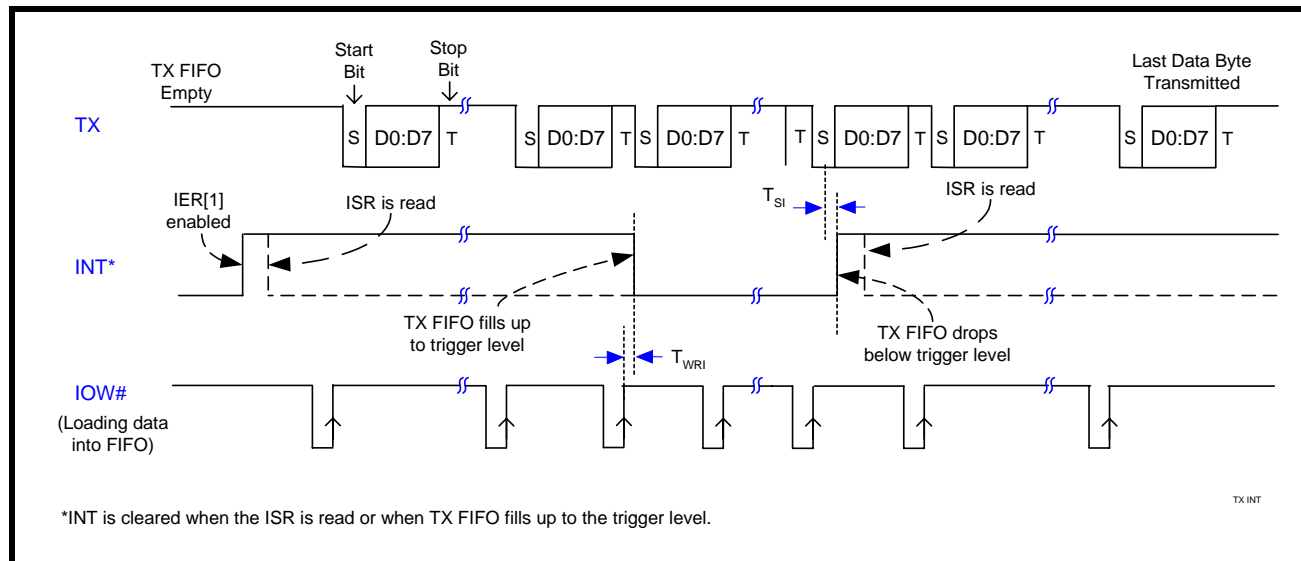 Start
Bit
Stop
Bit
TX FIFO
Empty
Last Data Byte
Transmitted
TX
S D0:D7 T S D0:D7 T S D0:D7 T T S D0:D7 T S D0:D7 T S D0:D7 T
IER[1]
enabled
ISR is read
TSI
ISR is read
INT*
TX FIFO fills up
to trigger level
TX FIFO drops
below trigger level
TWRI
IOW#
(Loading data
into FIFO)
TX INT
*INT is cleared when the ISR is read or when TX FIFO fills up to the trigger level.